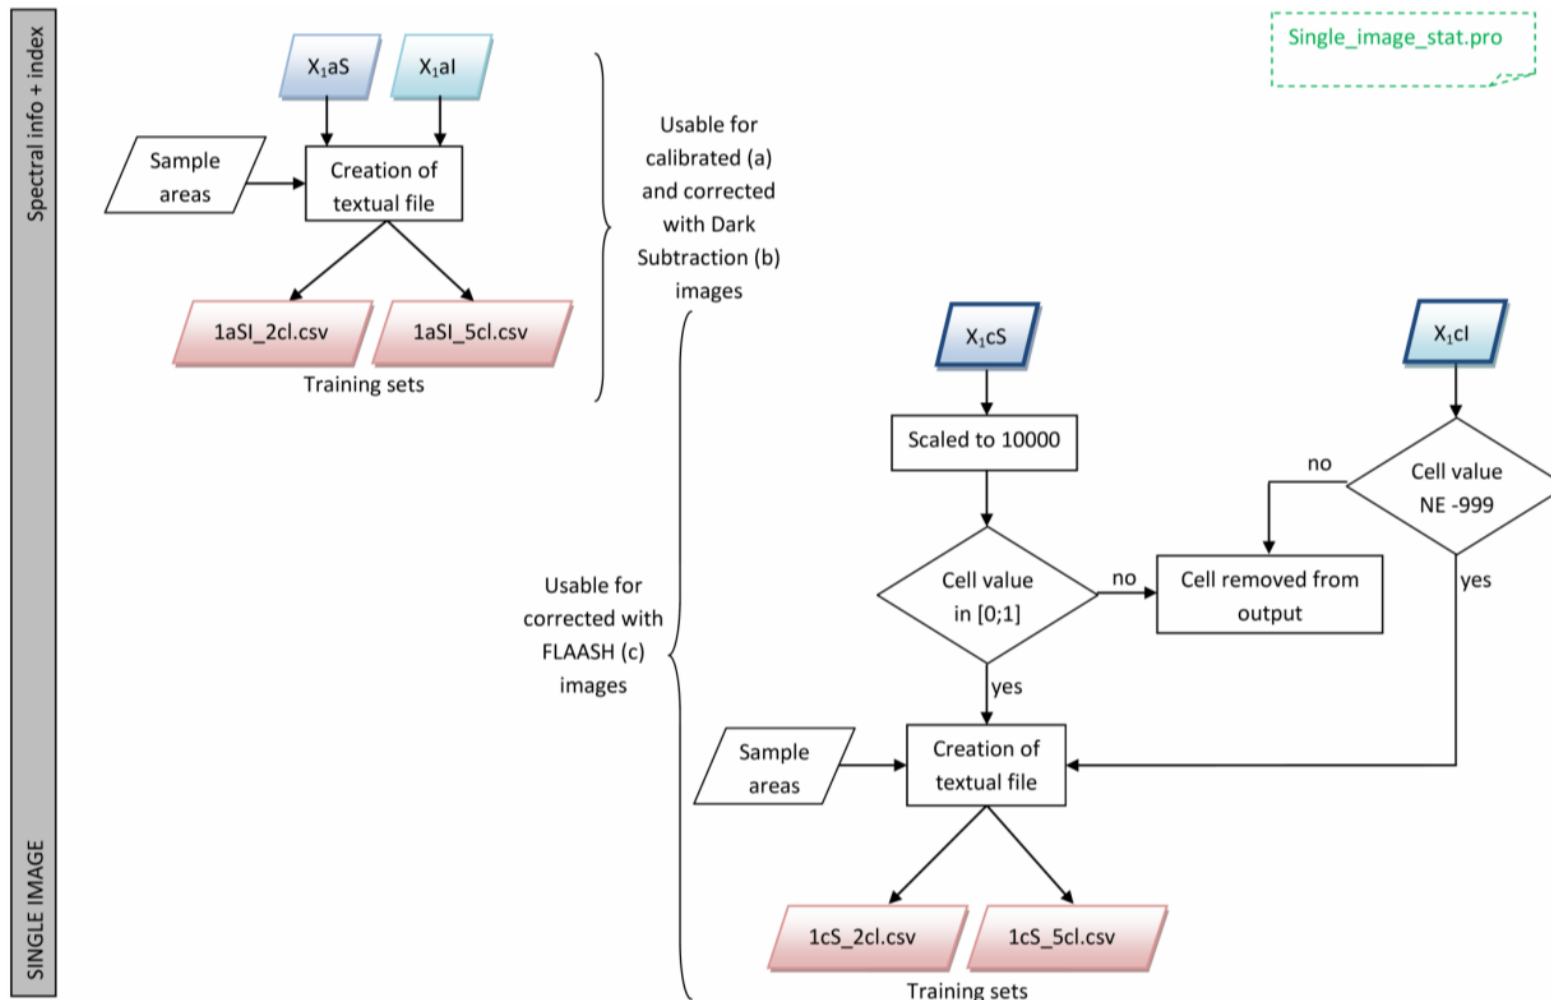 Spectral info + index
SINGLE IMAGE
Single_image_stat.pro
X₁aS
X₁aI
Sample
areas
Creation of
textual file
1aSI_2cl.csv
1aSI_5cl.csv
Training sets
Usable for
calibrated (a)
and corrected
with Dark
Subtraction (b)
images
Usable for
corrected with
FLAASH (c)
images
X₁cS
X₁cI
Scaled to 10000
Cell value
in [0;1]
no
yes
Cell value
NE -999
no
yes
Cell removed from
output
Sample
areas
Creation of
textual file
1cS_2cl.csv
1cS_5cl.csv
Training sets